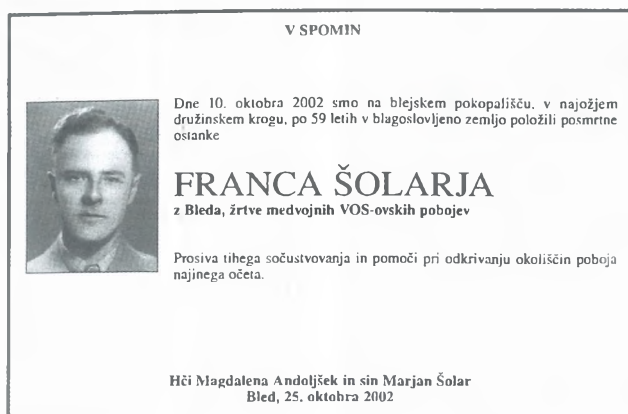 V SPOMIN
Dne 10. oktobra 2002 smo na blejskem pokopališču, v najožjem
družinskem krogu, po 59 letih v blagoslovljeno zemljo položili posmrtne
ostanke
FRANCA ŠOLARJA
z Bleda, žrtve medvojnih VOS-ovskih pobojev
Prosiva tihega sočustvovanja in pomoči pri odkrivanju okoliščin poboja
najinega očeta.
Hči Magdalena Andoljšek in sin Marjan Šolar
Bled, 25. oktobra 2002